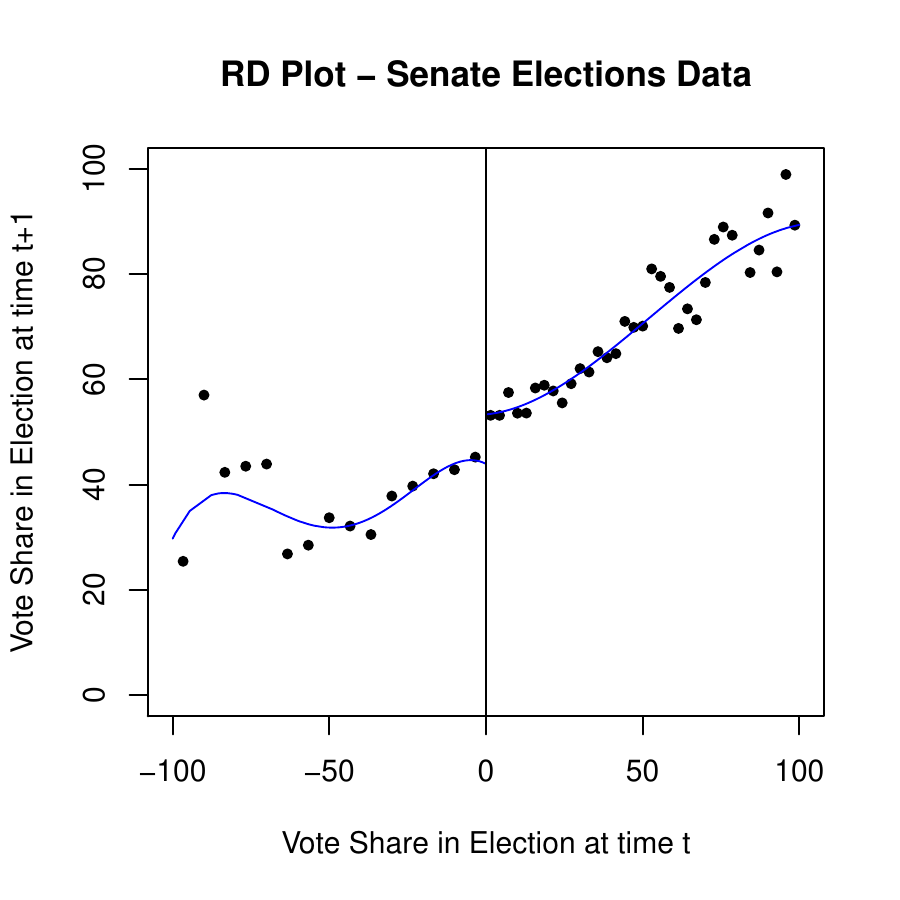 RD Plot − Senate Elections Data
Vote Share in Election at time t+1
100
80
60
40
20
0
−100 −50 0 50 100
Vote Share in Election at time t